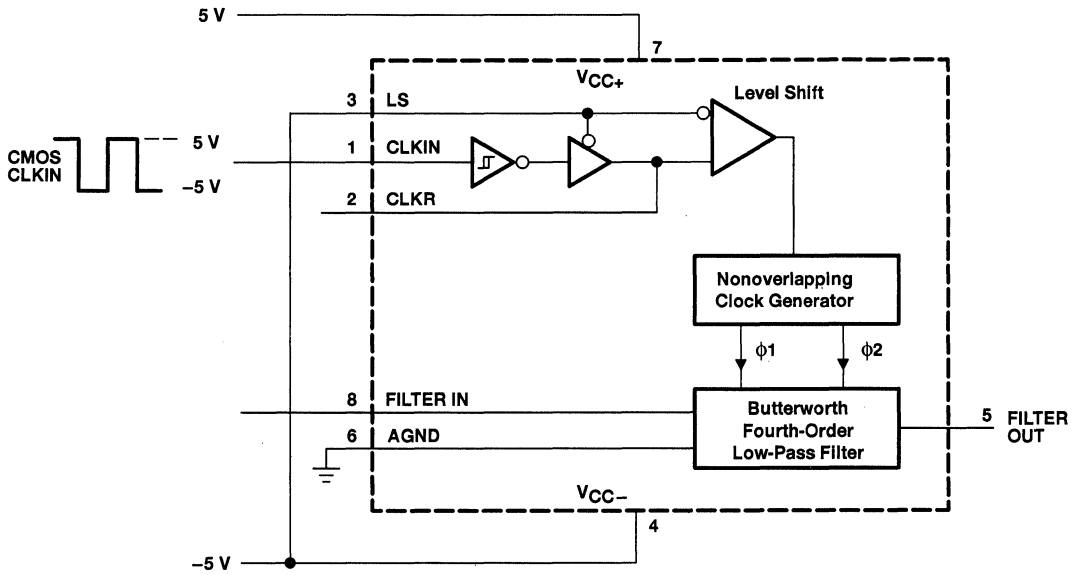 5 V
7
VCC+
3 LS
Level Shift
5 V
CMOS
CLKIN
–5 V
1 CLKIN
2 CLKR
Nonoverlapping
Clock Generator
ϕ1 ϕ2
8 FILTER IN
6 AGND
Butterworth
Fourth-Order
Low-Pass Filter
5 FILTER
OUT
VCC–
4
–5 V